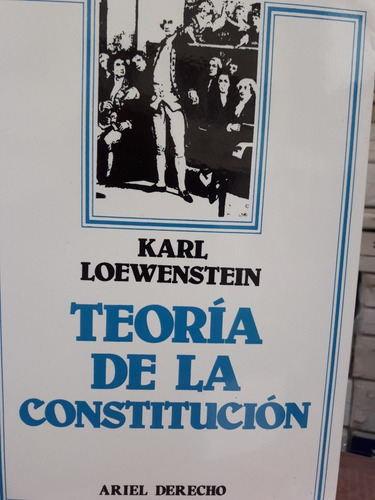 KARL
LOEWENSTEIN
TEORÍA
DE LA
CONSTITUCIÓN
ARIEL DERECHO